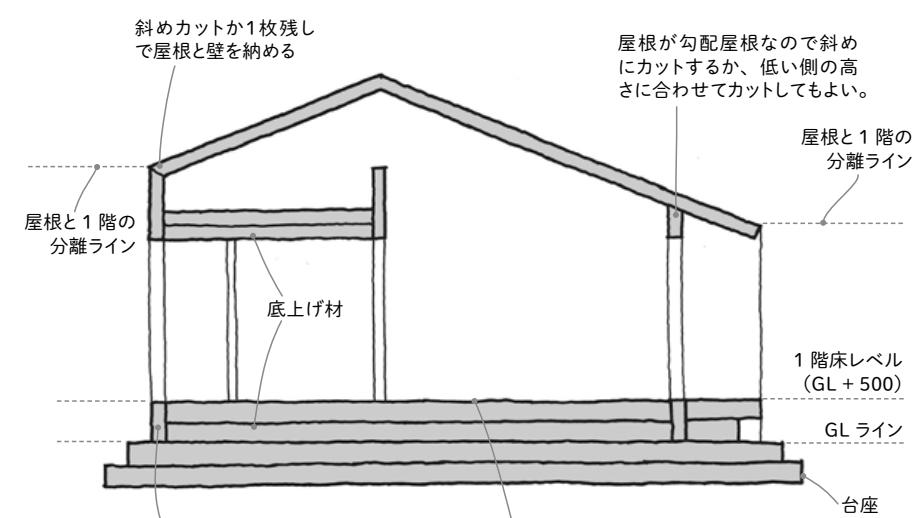 斜めカットか1枚残し
で屋根と壁を納める
屋根が勾配屋根なので斜め
にカットするか、低い側の高
さに合わせてカットしてもよい。
屋根と1階の
分離ライン
屋根と1階の
分離ライン
底上げ材
1階床レベル
（GL + 500）
GL ライン
台座